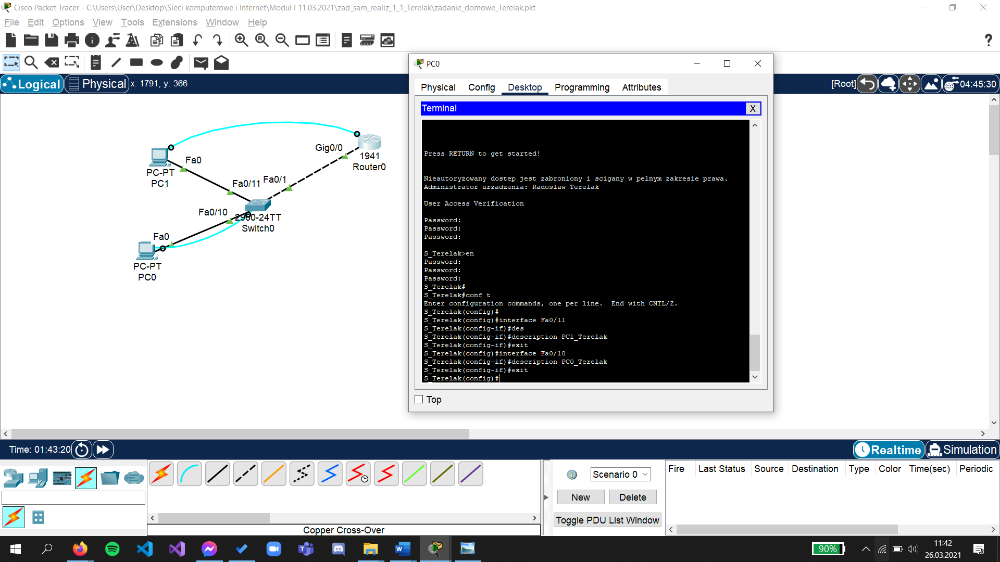 Cisco Packet Tracer - C:\Users\User\Desktop\Sieci komputerowe i Internet\Moduł I 11.03.2021\zad_sam_realiz_1_1_Terelak\zadanie_domowe_Terelak.pkt
File Edit Options View Tools Extensions Window Help
Logical Physical x: 1791, y: 366
[Root] 04:45:30
PC0
Physical Config Desktop Programming Attributes
Terminal
X
Press RETURN to get started!
Nieautoryzowany dostep jest zabroniony i scigany w pelnym zakresie prawa.
Administrator urzadzenia: Radoslaw Terelak
User Access Verification
Password:
Password:
Password:
S_Terelak>en
Password:
Password:
Password:
S_Terelak#
S_Terelak#conf t
Enter configuration commands, one per line.  End with CNTL/Z.
S_Terelak(config)#
S_Terelak(config)#interface Fa0/11
S_Terelak(config-if)#des
S_Terelak(config-if)#description PC1_Terelak
S_Terelak(config-if)#exit
S_Terelak(config)#interface Fa0/10
S_Terelak(config-if)#description PC0_Terelak
S_Terelak(config-if)#exit
S_Terelak(config)#
Top
Gig0/0
1941
Router0
Fa0
PC-PT
PC1
Fa0/11
Fa0/1
Fa0/10
2960-24TT
Switch0
Fa0
PC-PT
PC0
Time: 01:43:20
Realtime Simulation
Scenario 0
New Delete
Toggle PDU List Window
Fire Last Status Source Destination Type Color Time(sec) Periodic
Copper Cross-Over
90%
11:42
26.03.2021